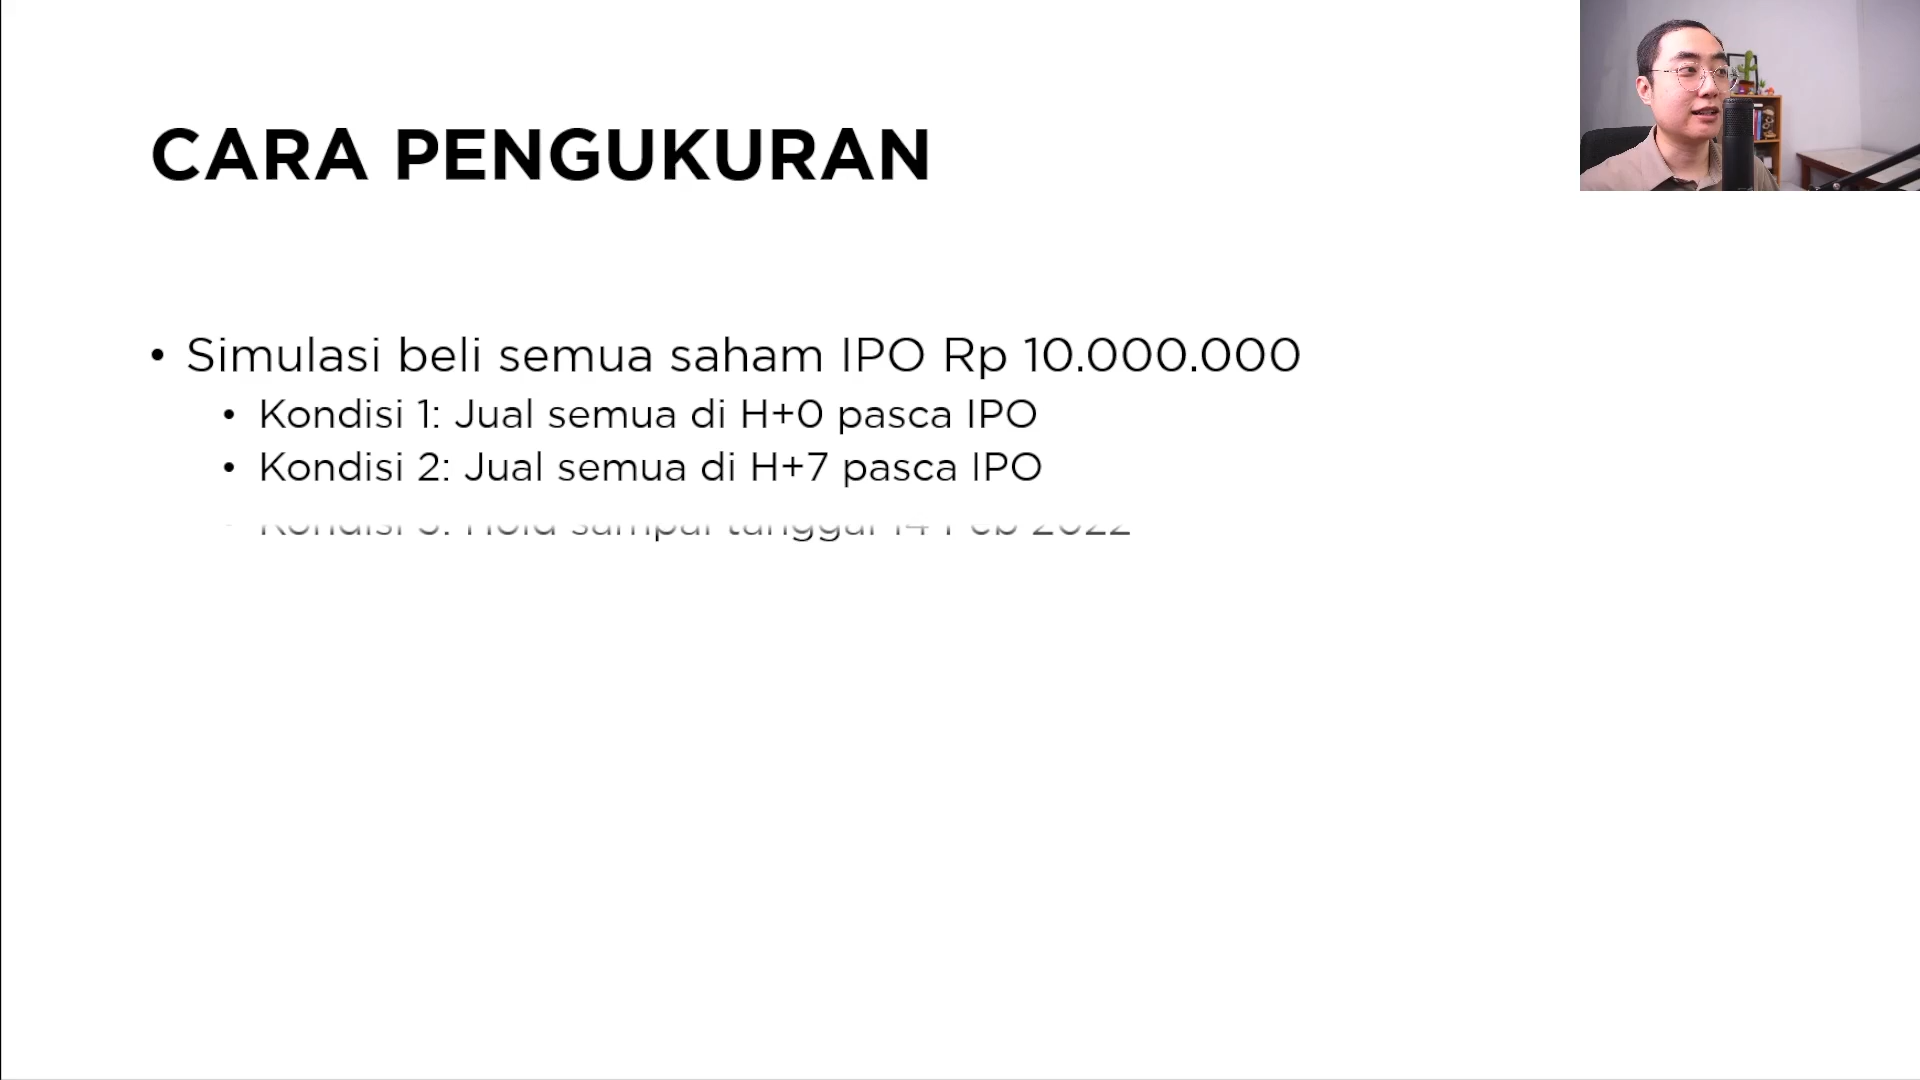 CARA PENGUKURAN
• Simulasi beli semua saham IPO Rp 10.000.000
• Kondisi 1: Jual semua di H+0 pasca IPO
• Kondisi 2: Jual semua di H+7 pasca IPO
Kondisi 3: Hold sampai tanggal 14 Feb 2022